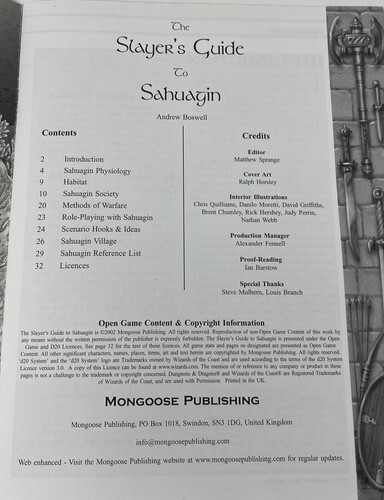 The
Slayer's Guide
To
Sahuagin
Andrew Boswell
Contents
2 Introduction
4 Sahuagin Physiology
9 Habitat
10 Sahuagin Society
20 Methods of Warfare
23 Role-Playing with Sahuagin
24 Scenario Hooks & Ideas
26 Sahuagin Village
29 Sahuagin Reference List
32 Licences
Credits
Editor
Matthew Sprange
Cover Art
Ralph Horsley
Interior Illustrations
Chris Quilliams, Danilo Moretti, David Griffiths,
Brent Chumley, Rick Hershey, Judy Perrin,
Nathan Webb
Production Manager
Alexander Fennell
Proof-Reading
Ian Barstow
Special Thanks
Steve Mulhern, Louis Branch
Open Game Content & Copyright Information
The Slayer's Guide to Sahuagin is ©2002 Mongoose Publishing. All rights reserved. Reproduction of non-Open Game Content of this work by
any means without the written permission of the publisher is expressly forbidden. The Slayer's Guide to Sahuagin is presented under the Open
Game and D20 Licences. See page 32 for the text of these licences. All game stats and pages so designated are presented as Open Game
Content. All other significant characters, names, places, items, art and text herein are copyrighted by Mongoose Publishing. All rights reserved.
'd20 System' and the 'd20 System' logo are Trademarks owned by Wizards of the Coast and are used according to the terms of the d20 System
Licence version 3.0. A copy of this Licence can be found at www.wizards.com. The mention of or reference to any company or product in these
pages is not a challenge to the trademark or copyright concerned. Dungeons & Dragons® and Wizards of the Coast® are Registered Trademarks
of Wizards of the Coast, and are used with Permission. Printed in the UK.
Mongoose Publishing
Mongoose Publishing, PO Box 1018, Swindon, SN3 1DG, United Kingdom
info@mongoosepublishing.com
Web enhanced - Visit the Mongoose Publishing website at www.mongoosepublishing.com for regular updates.